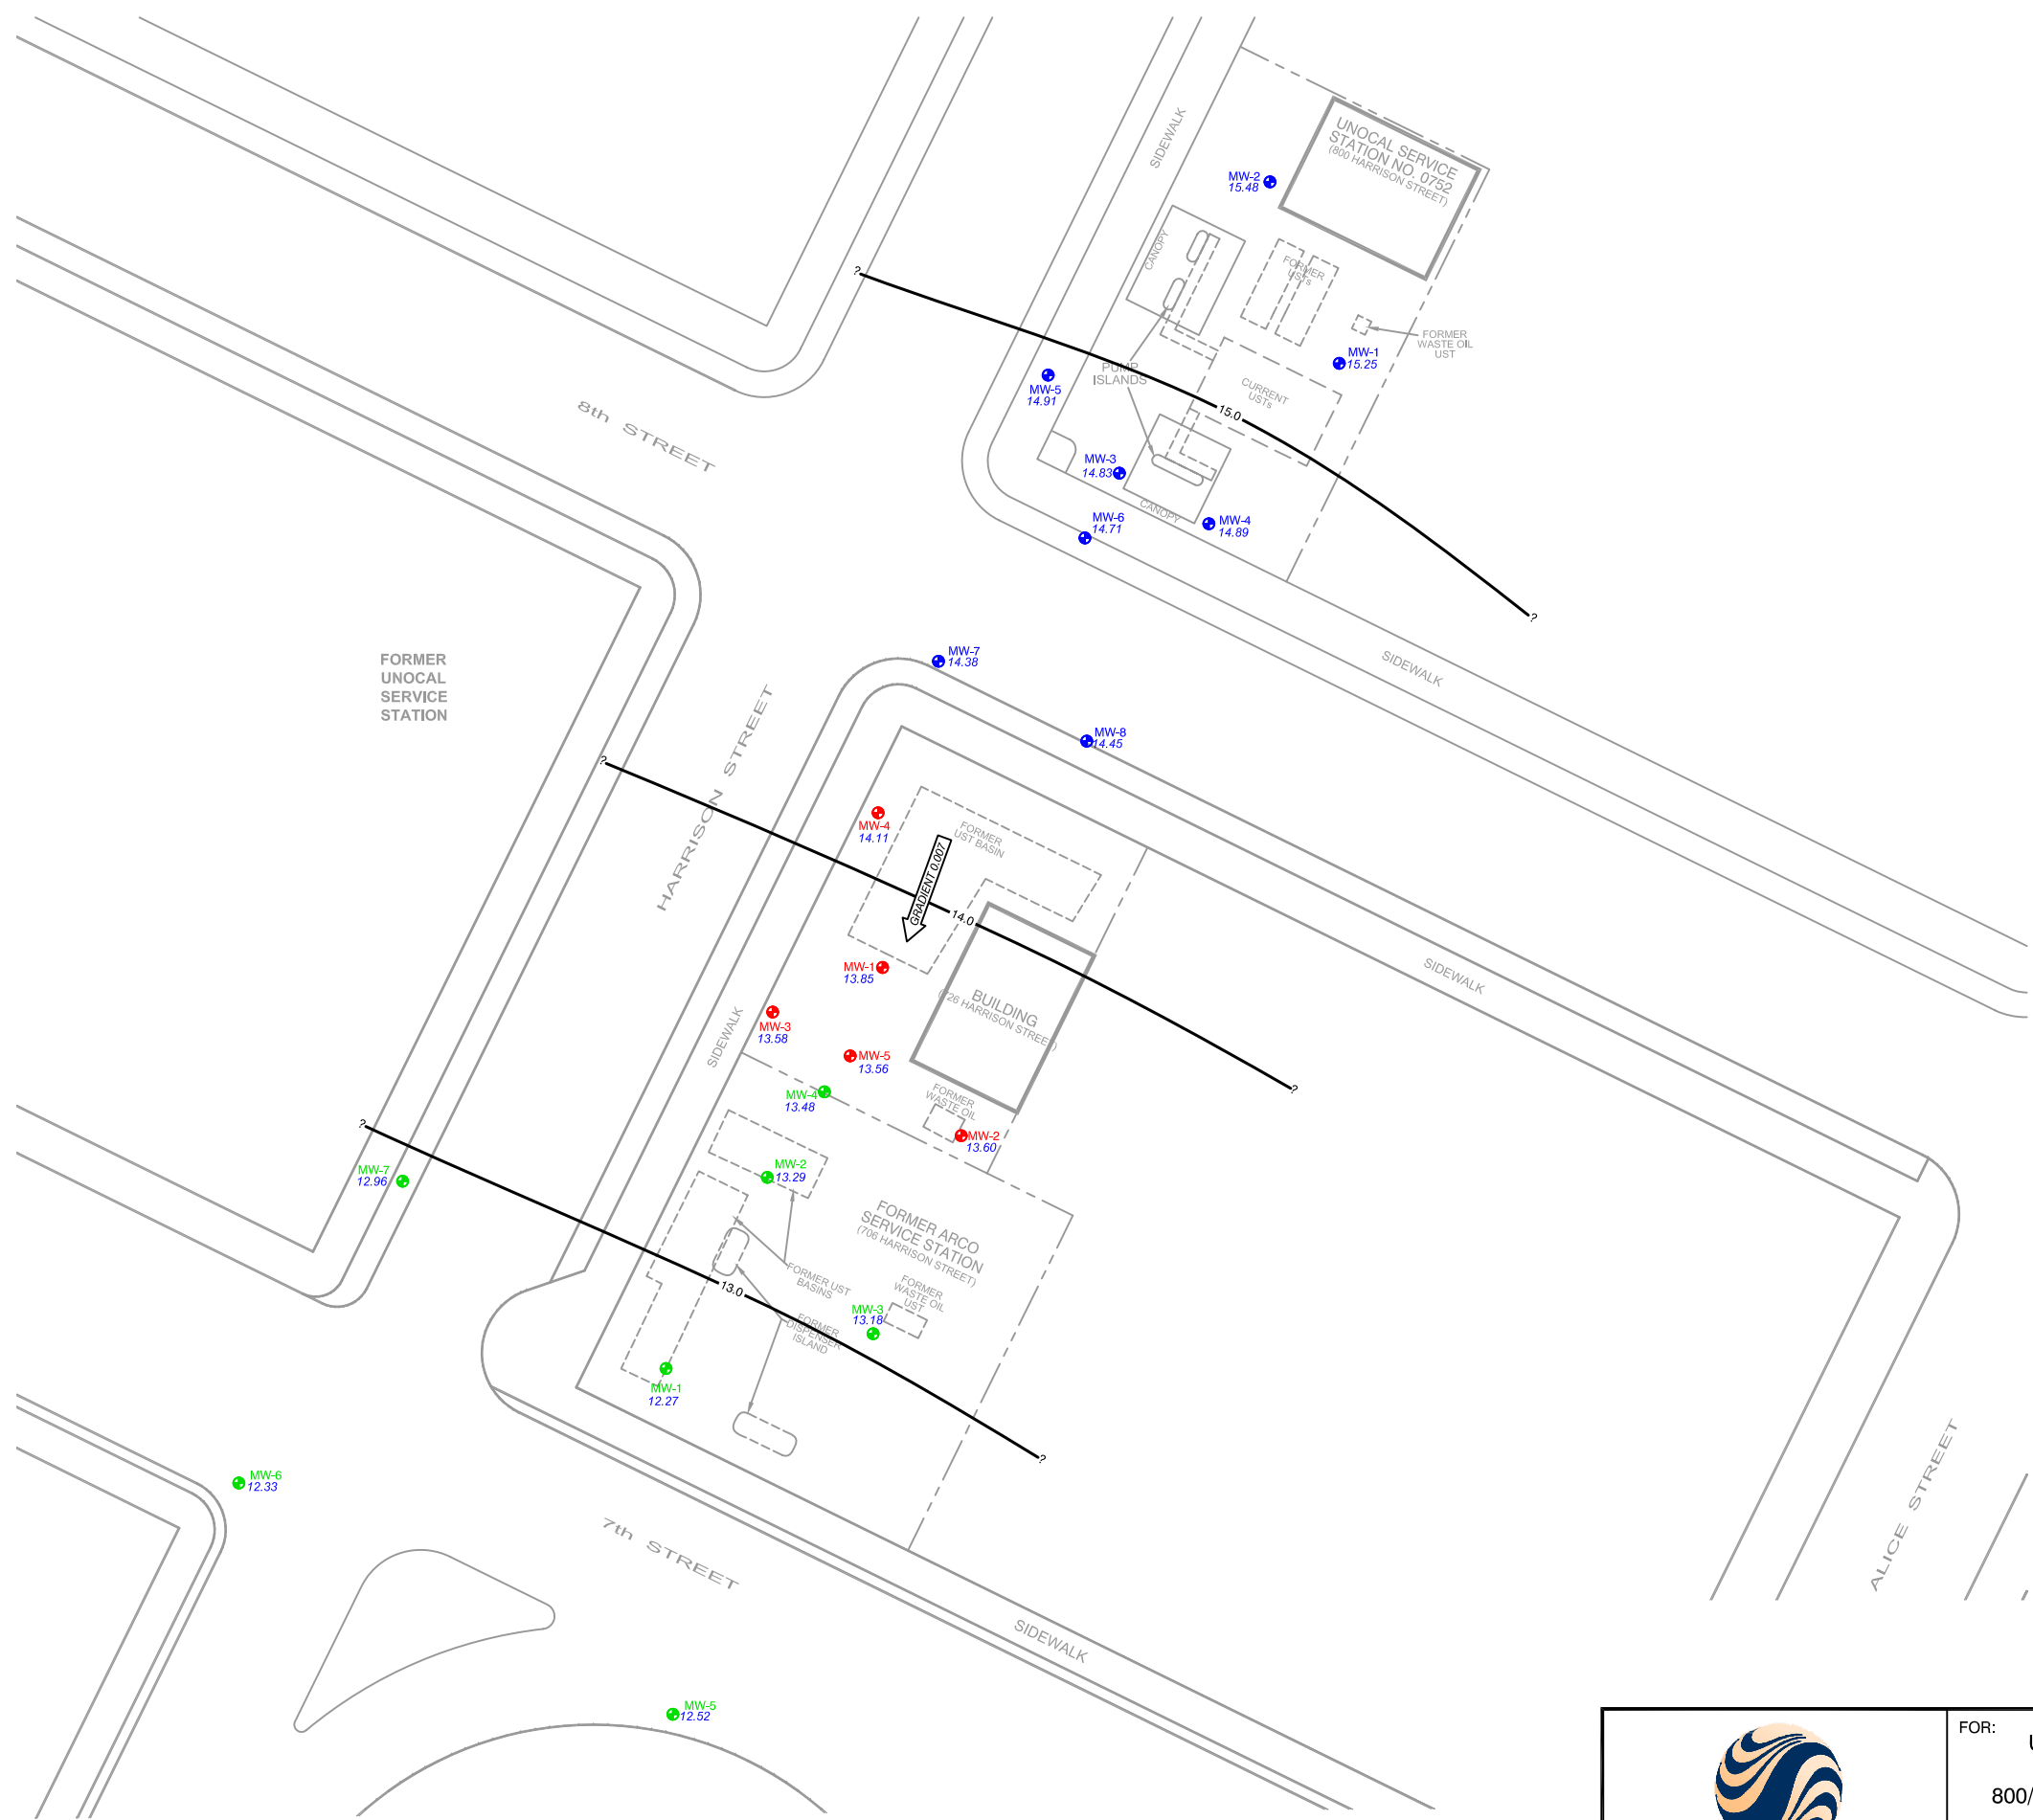 UNOCAL SERVICE
STATION NO. 0752
(800 HARRISON STREET)
SIDEWALK
MW-2
15.48
CANOPY
FORMER
USTs
?
FORMER
WASTE OIL
UST
MW-1
15.25
PUMP
ISLANDS
MW-5
14.91
CURRENT
USTs
15.0
8th STREET
MW-3
14.83
CANOPY
MW-6
14.71
MW-4
14.89
?
FORMER
UNOCAL
SERVICE
STATION
MW-7
14.38
SIDEWALK
HARRISON STREET
MW-8
14.45
?
MW-4
14.11
FORMER
UST BASIN
GRADIENT 0.007
14.0
MW-1
13.85
SIDEWALK
BUILDING
26 HARRISON STREET)
MW-3
13.58
SIDEWALK
MW-5
13.56
?
MW-4
13.48
FORMER
WASTE OIL
MW-2
13.60
?
MW-7
12.96
MW-2
13.29
FORMER ARCO
SERVICE STATION
(706 HARRISON STREET)
FORMER UST
BASINS
13.0
FORMER
WASTE OIL
UST
MW-3
13.18
FORMER
DISPENSER
ISLAND
MW-1
12.27
?
MW-6
12.33
ALICE STREET
7th STREET
SIDEWALK
MW-5
12.52
FOR:
800/